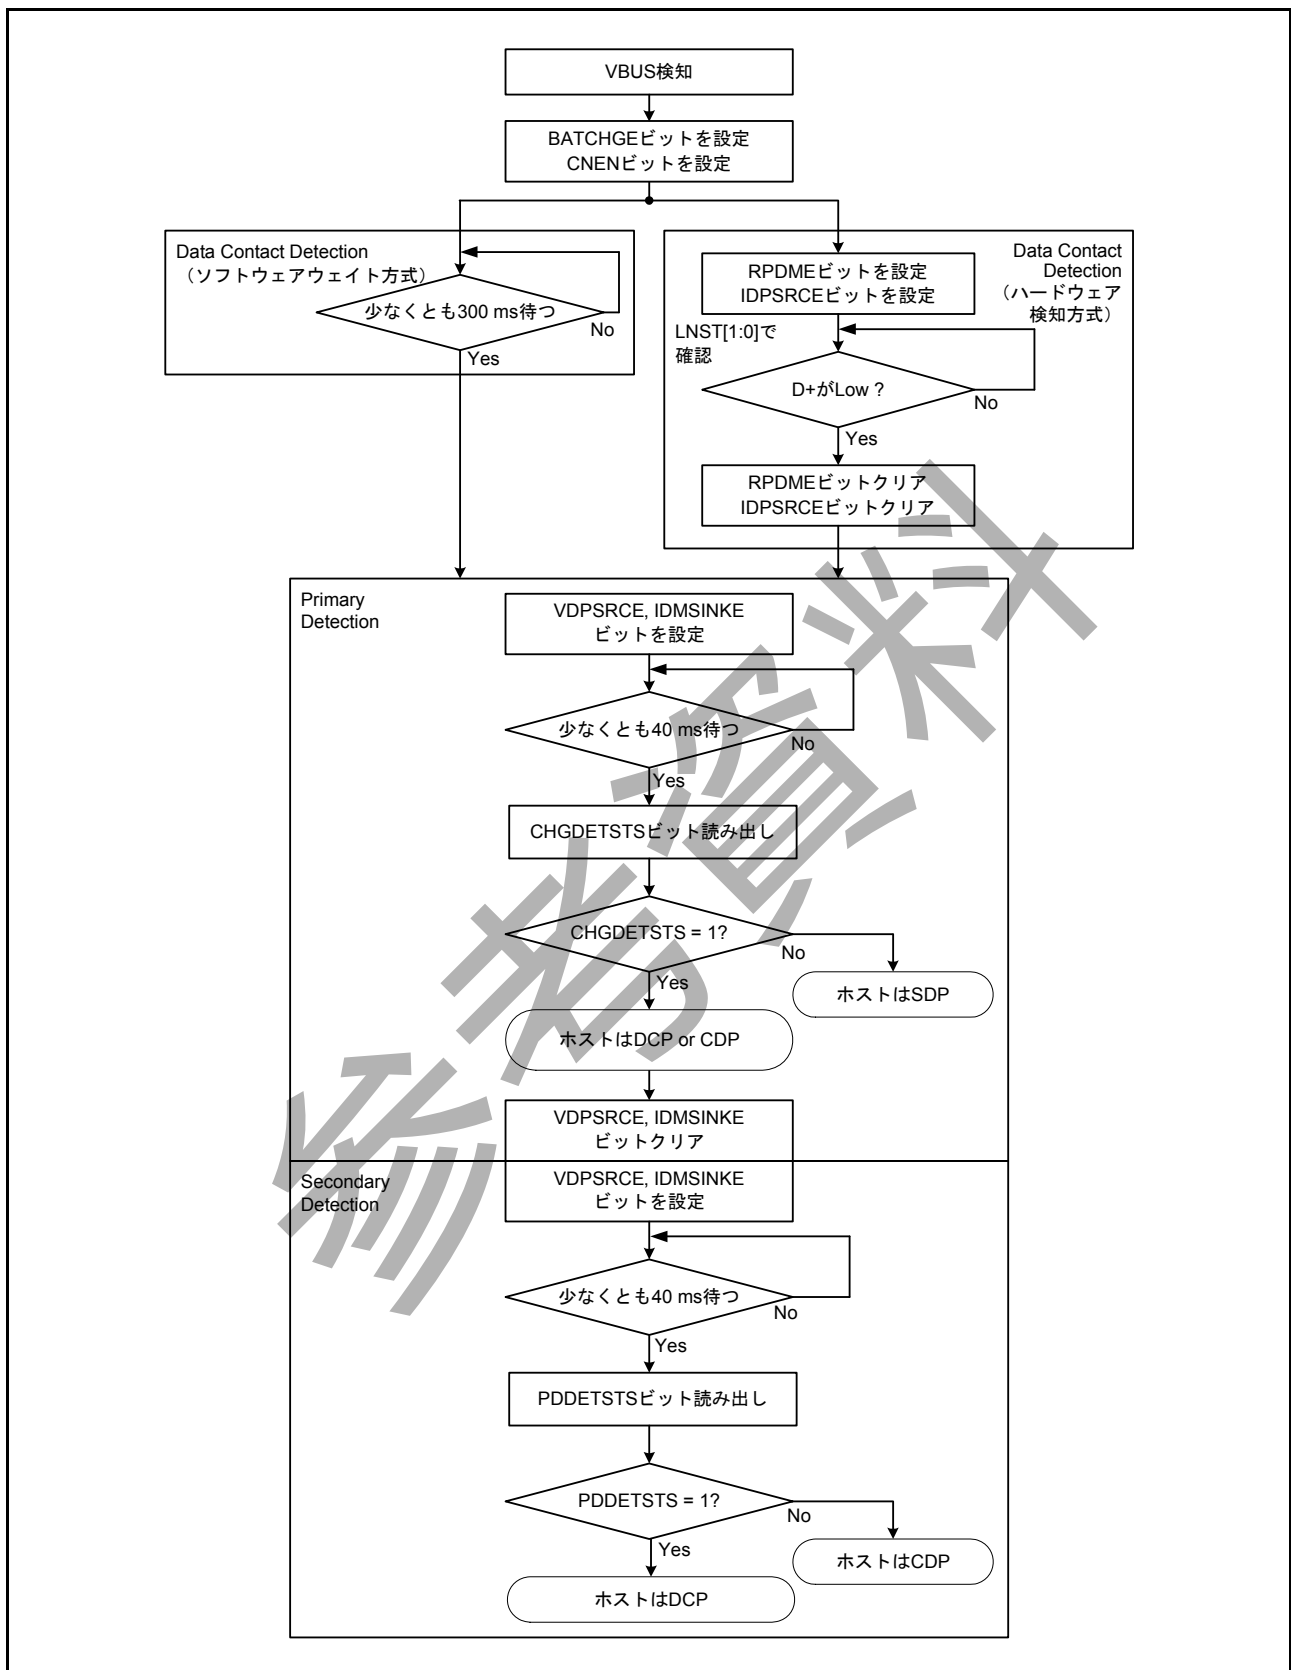 VBUS検知
BATCHGEビットを設定
CNENビットを設定
Data Contact Detection
（ソフトウェアウェイト方式）
少なくとも300 ms待つ
No
Yes
Data Contact
Detection
（ハードウェア
検知方式）
RPDMEビットを設定
IDPSRCEビットを設定
LNST[1:0]で
確認
D+がLow ?
No
Yes
RPDMEビットクリア
IDPSRCEビットクリア
Primary
Detection
VDPSRCE, IDMSINKE
ビットを設定
少なくとも40 ms待つ
No
Yes
CHGDETSTSビット読み出し
CHGDETSTS = 1?
No
Yes
ホストはSDP
ホストはDCP or CDP
VDPSRCE, IDMSINKE
ビットクリア
Secondary
Detection
VDPSRCE, IDMSINKE
ビットを設定
少なくとも40 ms待つ
No
Yes
PDDETSTSビット読み出し
PDDETSTS = 1?
No
Yes
ホストはCDP
ホストはDCP
参考資料